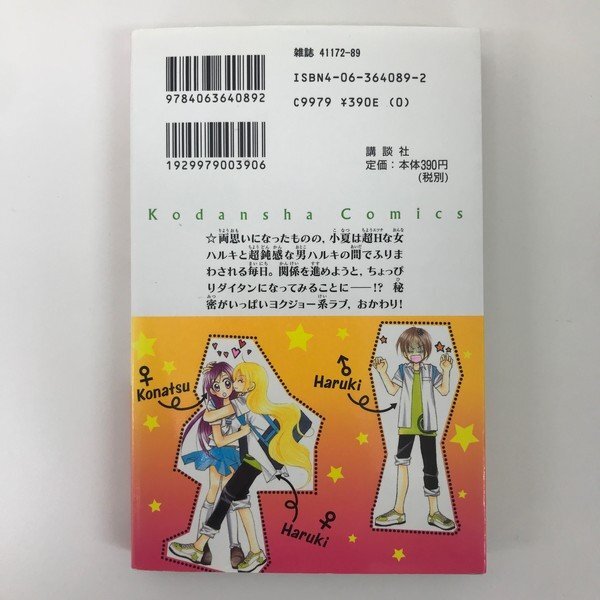 雑誌 41172-89
ISBN4-06-364089-2
C9979 ¥390E (0)
9784063640892
1929979003906
講談社
定価：本体390円
(税別)
Kodansha Comics
☆両思いになったものの、小夏は超Hな女
ハルキと超鈍感な男ハルキの間でふりま
わされる毎日。関係を進めようと、ちょっぴ
りダイタンになってみることに——!? 秘
密がいっぱいヨクジョー系ラブ、おかわり!
♀
Konatsu
♂
Haruki
♀
Haruki